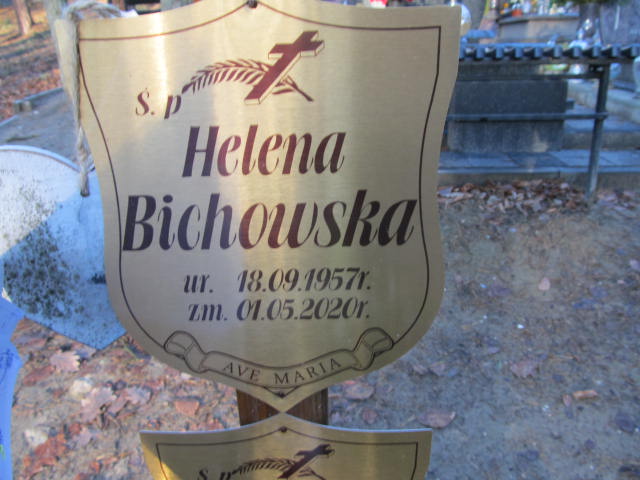 Ś. p
Helena
Bichowska
ur. 18.09.1957r.
zm. 01.05.2020r.
AVE MARIA
Ś. p